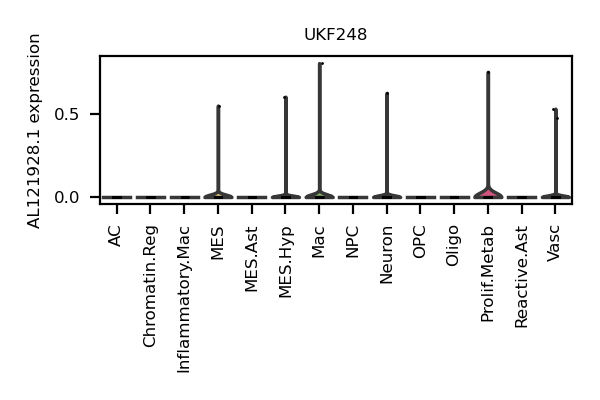 UKF248
AL121928.1 expression
0.5
0.0
AC
Chromatin.Reg
Inflammatory.Mac
MES
MES.Ast
MES.Hyp
Mac
NPC
Neuron
OPC
Oligo
Prolif.Metab
Reactive.Ast
Vasc